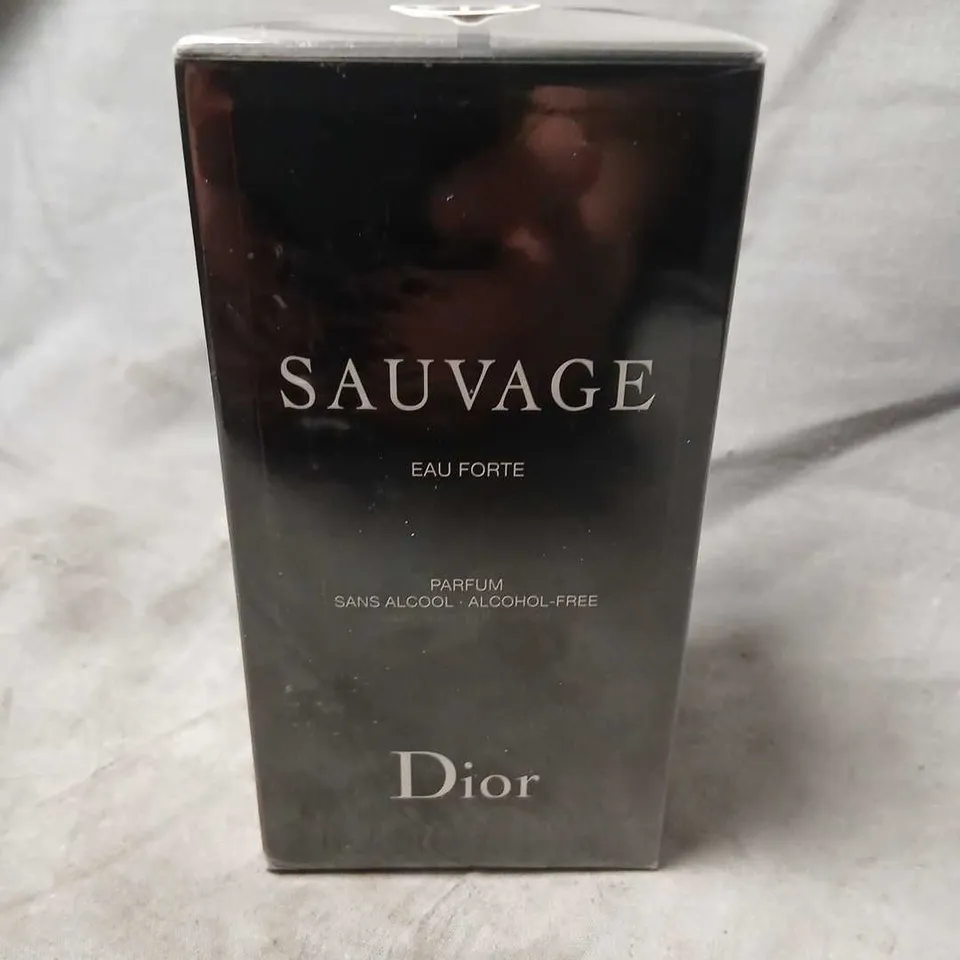 SAUVAGE
EAU FORTE
PARFUM
SANS ALCOOL · ALCOHOL-FREE
Dior